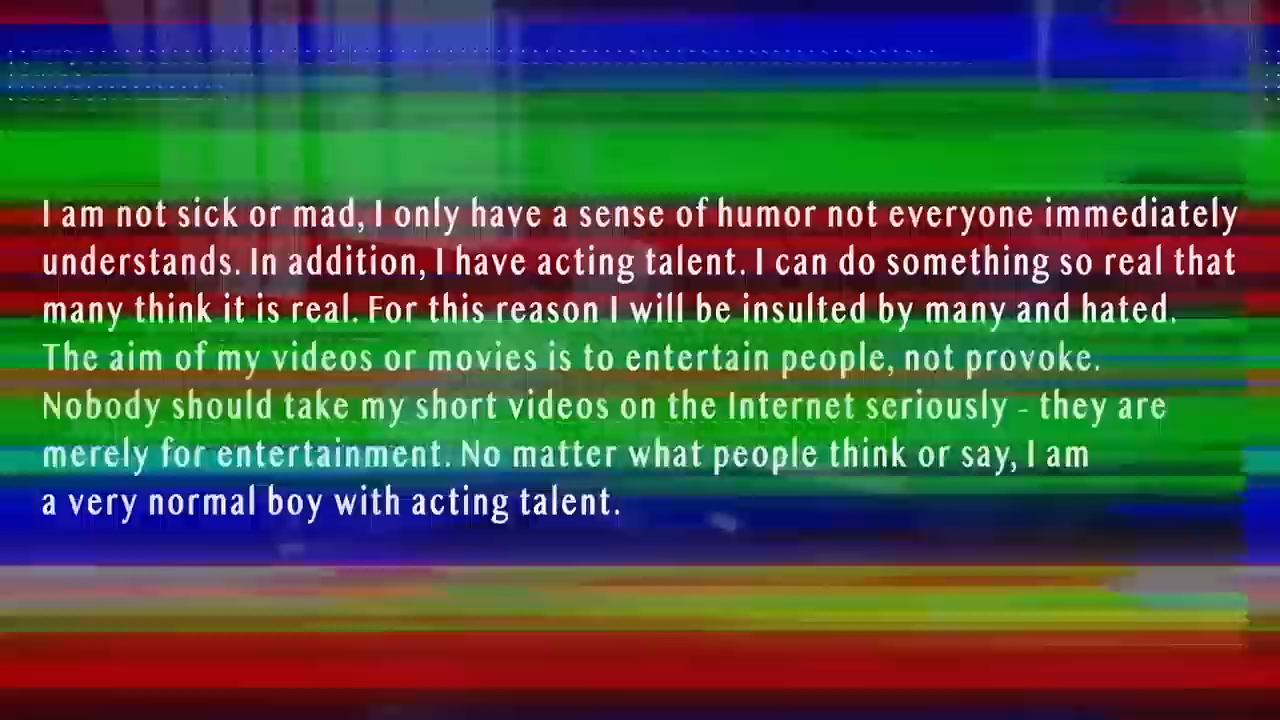 I am not sick or mad, I only have a sense of humor not everyone immediately
understands. In addition, I have acting talent. I can do something so real that
many think it is real. For this reason I will be insulted by many and hated.
The aim of my videos or movies is to entertain people, not provoke.
Nobody should take my short videos on the Internet seriously - they are
merely for entertainment. No matter what people think or say, I am
a very normal boy with acting talent.